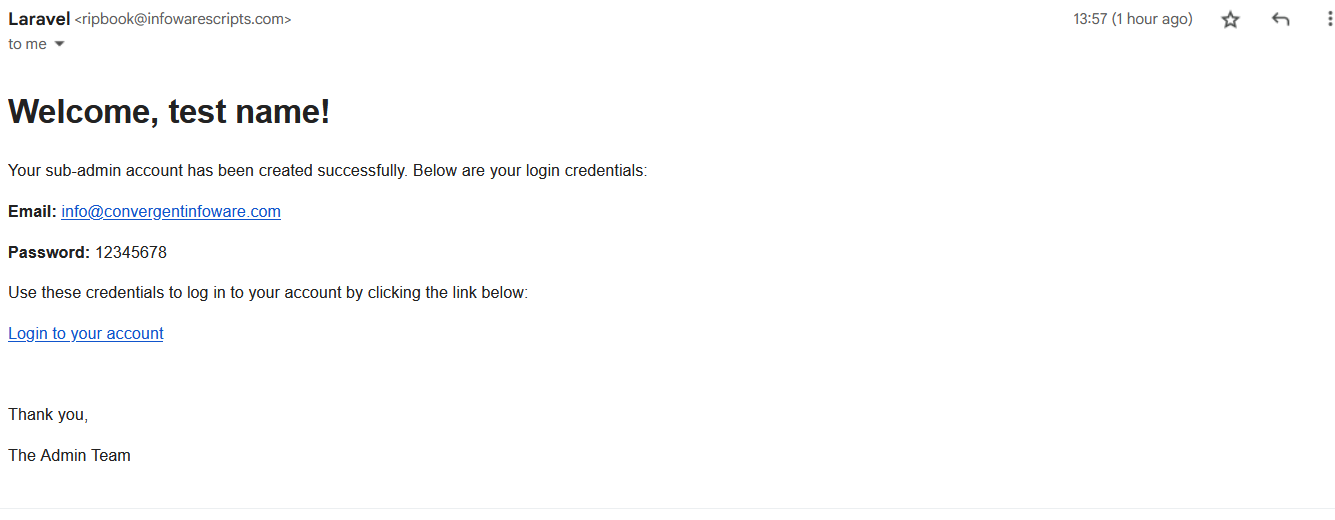 Laravel <ripbook@infowarescripts.com>
13:57 (1 hour ago)
to me
Welcome, test name!
Your sub-admin account has been created successfully. Below are your login credentials:
Email: info@convergentinfoware.com
Password: 12345678
Use these credentials to log in to your account by clicking the link below:
Login to your account
Thank you,
The Admin Team